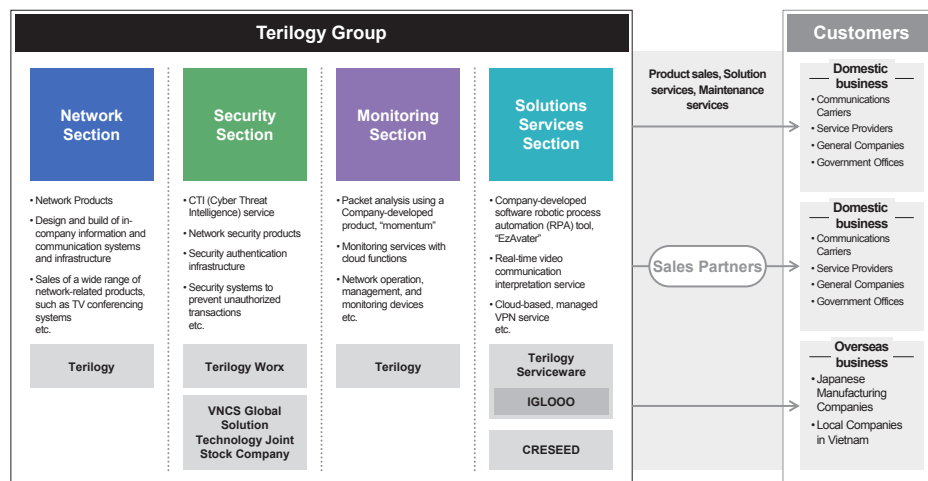 Terilogy Group
Network
Section
• Network Products
• Design and build of in-
company information and
communication systems
and infrastructure
• Sales of a wide range of
network-related products,
such as TV conferencing
systems
etc.
Terilogy
Security
Section
• CTI (Cyber Threat
Intelligence) service
• Network security products
• Security authentication
infrastructure
• Security systems to
prevent unauthorized
transactions
etc.
Terilogy Worx
VNCS Global
Solution
Technology Joint
Stock Company
Monitoring
Section
• Packet analysis using a
Company-developed
product, “momentum”
• Monitoring services with
cloud functions
• Network operation,
management, and
monitoring devices
etc.
Terilogy
Solutions
Services
Section
• Company-developed
software robotic process
automation (RPA) tool,
“EzAvater”
• Real-time video
communication
interpretation service
• Cloud-based, managed
VPN service
etc.
Terilogy
Serviceware
IGLOOO
CRESEED
Product sales, Solution
services, Maintenance
services
Sales Partners
Customers
Domestic
business
• Communications
Carriers
• Service Providers
• General Companies
• Government Offices
Domestic
business
• Communications
Carriers
• Service Providers
• General Companies
• Government Offices
Overseas
business
• Japanese
Manufacturing
Companies
• Local Companies
in Vietnam